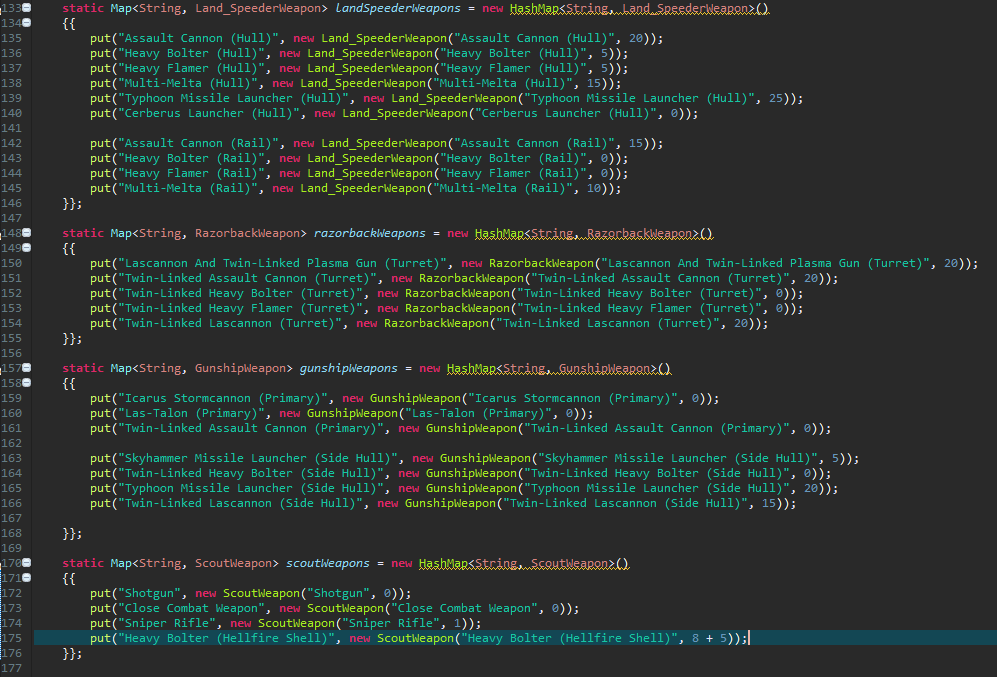 133 static Map<String, Land_SpeederWeapon> landSpeederWeapons = new HashMap<String, Land_SpeederWeapon>()
134 {{
135 put("Assault Cannon (Hull)", new Land_SpeederWeapon("Assault Cannon (Hull)", 20));
136 put("Heavy Bolter (Hull)", new Land_SpeederWeapon("Heavy Bolter (Hull)", 5));
137 put("Heavy Flamer (Hull)", new Land_SpeederWeapon("Heavy Flamer (Hull)", 5));
138 put("Multi-Melta (Hull)", new Land_SpeederWeapon("Multi-Melta (Hull)", 15));
139 put("Typhoon Missile Launcher (Hull)", new Land_SpeederWeapon("Typhoon Missile Launcher (Hull)", 25));
140 put("Cerberus Launcher (Hull)", new Land_SpeederWeapon("Cerberus Launcher (Hull)", 0));
141
142 put("Assault Cannon (Rail)", new Land_SpeederWeapon("Assault Cannon (Rail)", 15));
143 put("Heavy Bolter (Rail)", new Land_SpeederWeapon("Heavy Bolter (Rail)", 0));
144 put("Heavy Flamer (Rail)", new Land_SpeederWeapon("Heavy Flamer (Rail)", 0));
145 put("Multi-Melta (Rail)", new Land_SpeederWeapon("Multi-Melta (Rail)", 10));
146 }};
147
148 static Map<String, RazorbackWeapon> razorbackWeapons = new HashMap<String, RazorbackWeapon>()
149 {{
150 put("Lascannon And Twin-Linked Plasma Gun (Turret)", new RazorbackWeapon("Lascannon And Twin-Linked Plasma Gun (Turret)", 20));
151 put("Twin-Linked Assault Cannon (Turret)", new RazorbackWeapon("Twin-Linked Assault Cannon (Turret)", 20));
152 put("Twin-Linked Heavy Bolter (Turret)", new RazorbackWeapon("Twin-Linked Heavy Bolter (Turret)", 0));
153 put("Twin-Linked Heavy Flamer (Turret)", new RazorbackWeapon("Twin-Linked Heavy Flamer (Turret)", 0));
154 put("Twin-Linked Lascannon (Turret)", new RazorbackWeapon("Twin-Linked Lascannon (Turret)", 20));
155 }};
156
157 static Map<String, GunshipWeapon> gunshipWeapons = new HashMap<String, GunshipWeapon>()
158 {{
159 put("Icarus Stormcannon (Primary)", new GunshipWeapon("Icarus Stormcannon (Primary)", 0));
160 put("Las-Talon (Primary)", new GunshipWeapon("Las-Talon (Primary)", 0));
161 put("Twin-Linked Assault Cannon (Primary)", new GunshipWeapon("Twin-Linked Assault Cannon (Primary)", 0));
162
163 put("Skyhammer Missile Launcher (Side Hull)", new GunshipWeapon("Skyhammer Missile Launcher (Side Hull)", 5));
164 put("Twin-Linked Heavy Bolter (Side Hull)", new GunshipWeapon("Twin-Linked Heavy Bolter (Side Hull)", 0));
165 put("Typhoon Missile Launcher (Side Hull)", new GunshipWeapon("Typhoon Missile Launcher (Side Hull)", 20));
166 put("Twin-Linked Lascannon (Side Hull)", new GunshipWeapon("Twin-Linked Lascannon (Side Hull)", 15));
167
168 }};
169
170 static Map<String, ScoutWeapon> scoutWeapons = new HashMap<String, ScoutWeapon>()
171 {{
172 put("Shotgun", new ScoutWeapon("Shotgun", 0));
173 put("Close Combat Weapon", new ScoutWeapon("Close Combat Weapon", 0));
174 put("Sniper Rifle", new ScoutWeapon("Sniper Rifle", 1));
175 put("Heavy Bolter (Hellfire Shell)", new ScoutWeapon("Heavy Bolter (Hellfire Shell)", 8 + 5));
176 }};
177